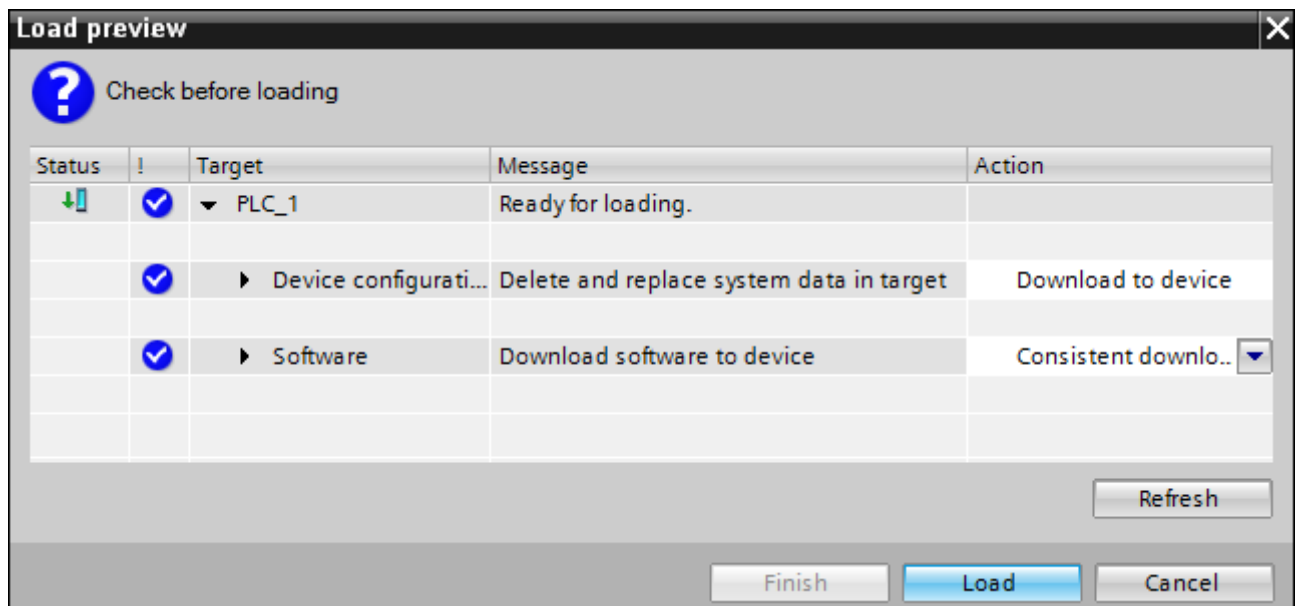 Load preview
Check before loading
Status ! Target Message Action
PLC_1 Ready for loading.
Device configurati... Delete and replace system data in target Download to device
Software Download software to device Consistent downlo..
Refresh
Finish Load Cancel